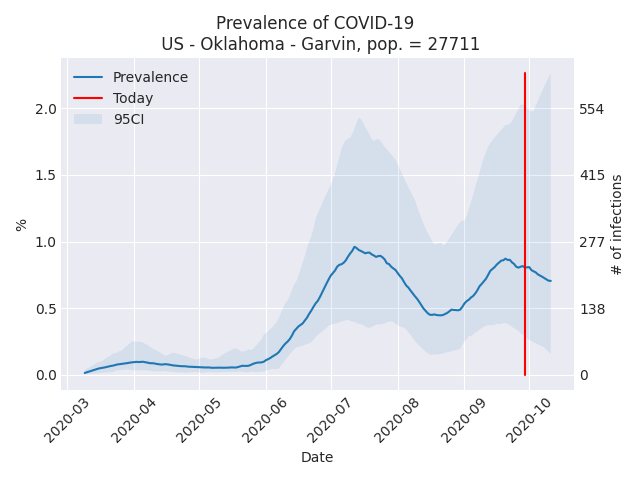 Prevalence of COVID-19
US - Oklahoma - Garvin, pop. = 27711
Prevalence
Today
95CI
2.0
1.5
1.0
0.5
0.0
%
554
415
277
138
0
# of infections
2020-03
2020-04
2020-05
2020-06
2020-07
2020-08
2020-09
2020-10
Date